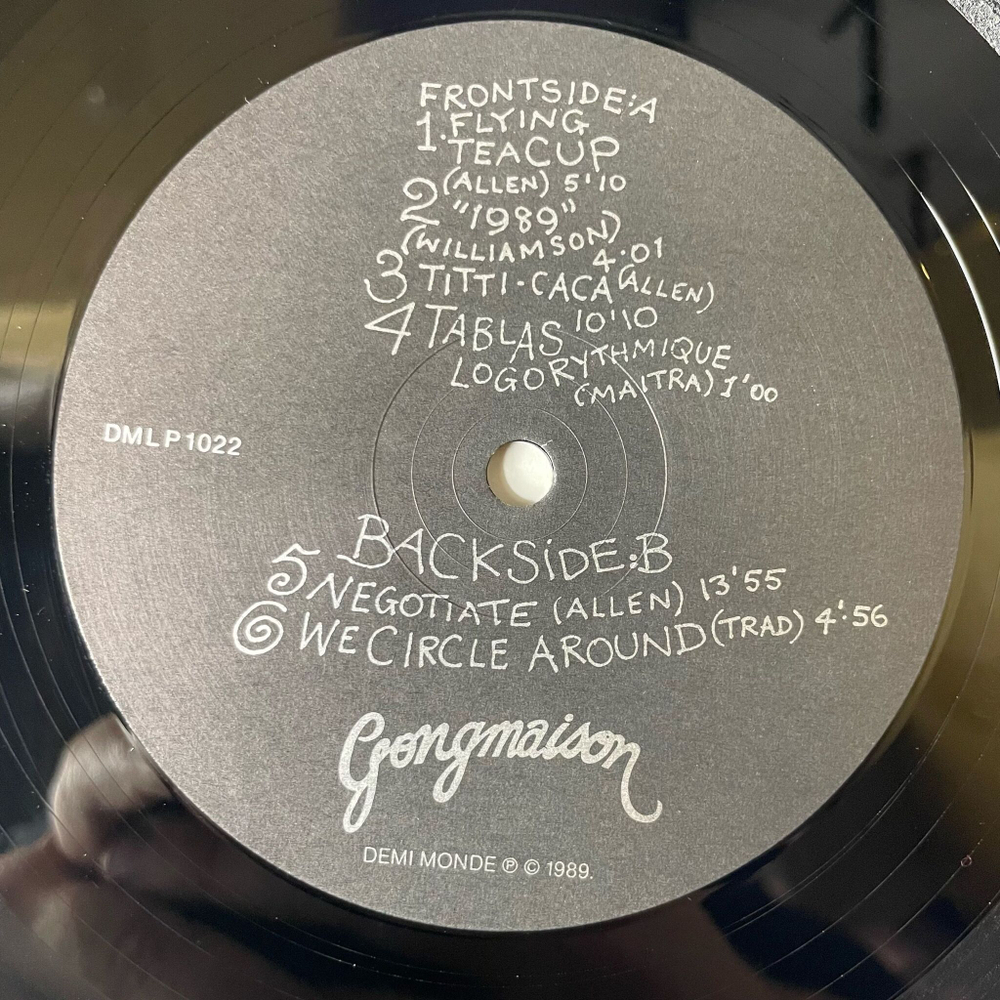 FRONTSIDE:A
1. FLYING
TEACUP
(ALLEN) 5'10
2 "1989"
(WILLIAMSON)
4·01
3 TITTI-CACA (ALLEN)
10'10
4 TABLAS
LOGORYTHMIQUE
(MAITRA) 1'00
DMLP1022
BACKSiDE:B
5 NEGOTIATE (ALLEN) 13'55
6 WE CIRCLE AROUND (TRAD) 4'·56
Gongmaison
DEMI MONDE ℗ © 1989.